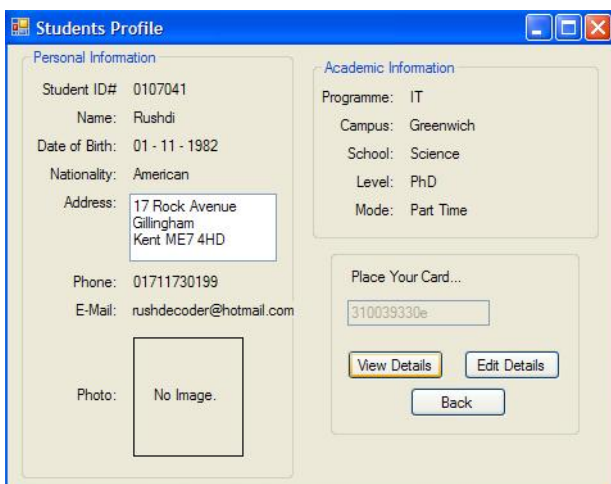 Students Profile
Personal Information
Student ID# 0107041
Name: Rushdi
Date of Birth: 01 - 11 - 1982
Nationality: American
Address: 17 Rock Avenue
Gillingham
Kent ME7 4HD
Phone: 01711730199
E-Mail: rushdecoder@hotmail.com
Photo: No Image.
Academic Information
Programme: IT
Campus: Greenwich
School: Science
Level: PhD
Mode: Part Time
Place Your Card...
310039330e
View Details Edit Details
Back